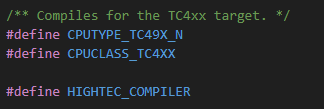 /** Compiles for the TC4xx target. */
#define CPUTYPE_TC49X_N
#define CPUCLASS_TC4XX
#define HIGHTEC_COMPILER